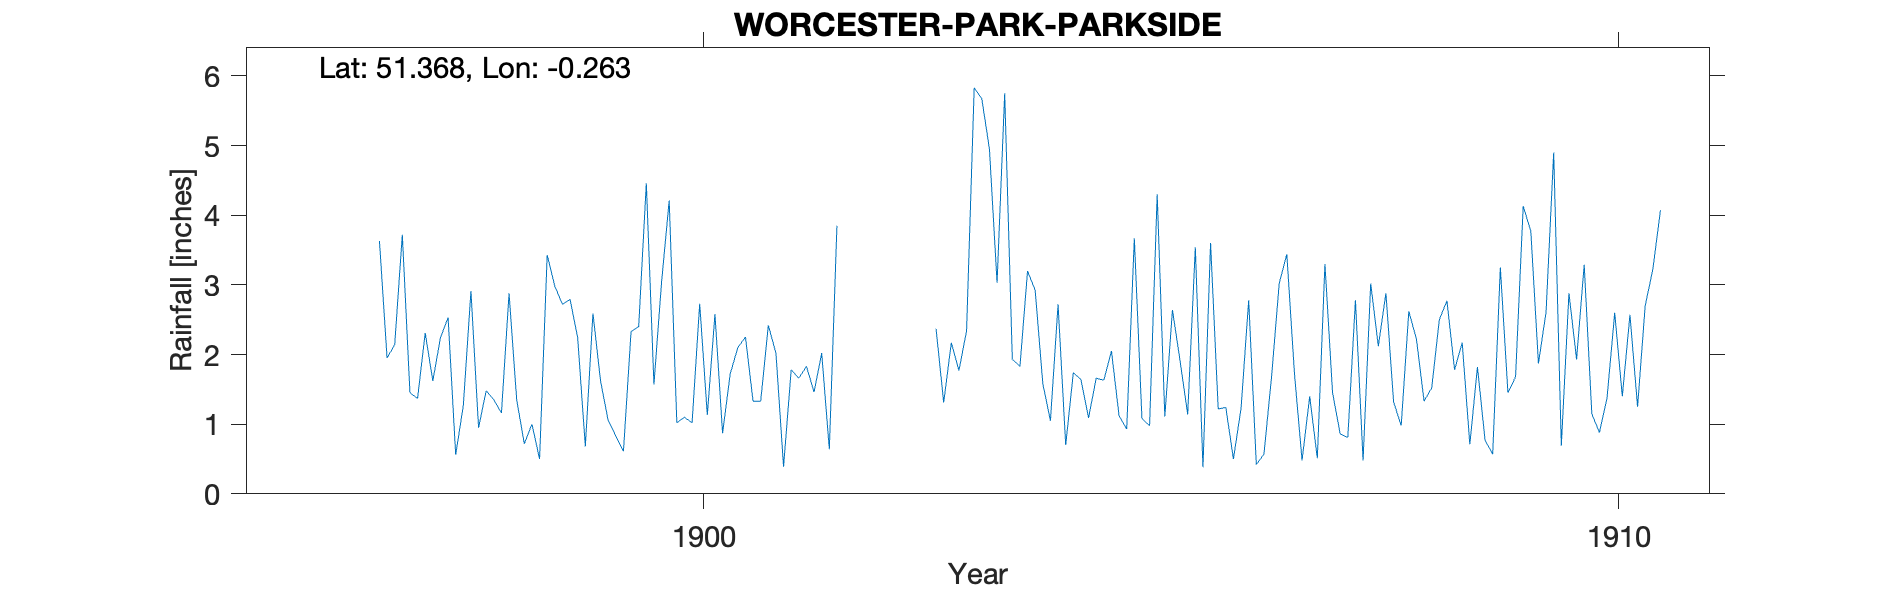 WORCESTER-PARK-PARKSIDE
Lat: 51.368, Lon: -0.263
Rainfall [inches]
6
5
4
3
2
1
0
1900
1910
Year